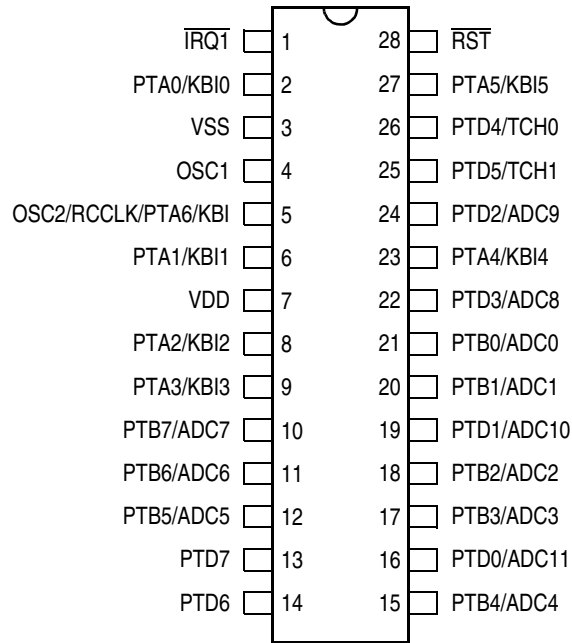 IRQ1 1 28 RST
PTA0/KBI0 2 27 PTA5/KBI5
VSS 3 26 PTD4/TCH0
OSC1 4 25 PTD5/TCH1
OSC2/RCCLK/PTA6/KBI 5 24 PTD2/ADC9
PTA1/KBI1 6 23 PTA4/KBI4
VDD 7 22 PTD3/ADC8
PTA2/KBI2 8 21 PTB0/ADC0
PTA3/KBI3 9 20 PTB1/ADC1
PTB7/ADC7 10 19 PTD1/ADC10
PTB6/ADC6 11 18 PTB2/ADC2
PTB5/ADC5 12 17 PTB3/ADC3
PTD7 13 16 PTD0/ADC11
PTD6 14 15 PTB4/ADC4